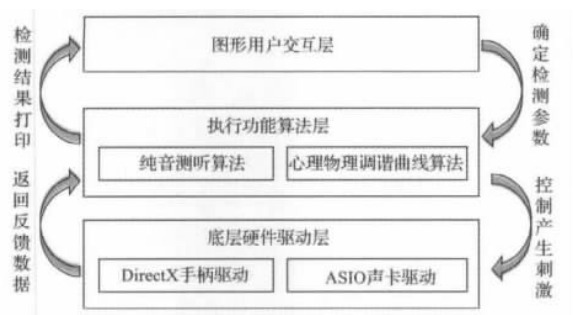 图形用户交互层
检测结果打印
确定检测参数
执行功能算法层
纯音测听算法
心理物理调谐曲线算法
返回反馈数据
控制产生刺激
底层硬件驱动层
DirectX手柄驱动
ASIO声卡驱动